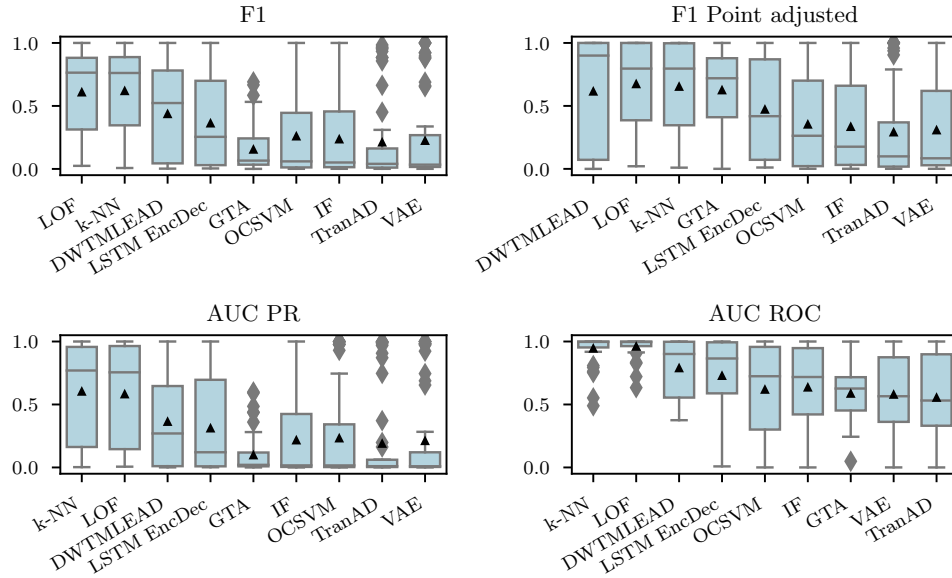 F1
1.0
0.5
0.0
LOF
k-NN
DWTMLEAD
LSTM EncDec
GTA
OCSVM
IF
TranAD
VAE
F1 Point adjusted
1.0
0.5
0.0
DWTMLEAD
LOF
k-NN
GTA
LSTM EncDec
OCSVM
IF
TranAD
VAE
AUC PR
1.0
0.5
0.0
k-NN
LOF
DWTMLEAD
LSTM EncDec
GTA
IF
OCSVM
TranAD
VAE
AUC ROC
1.0
0.5
0.0
k-NN
LOF
DWTMLEAD
LSTM EncDec
OCSVM
IF
GTA
VAE
TranAD